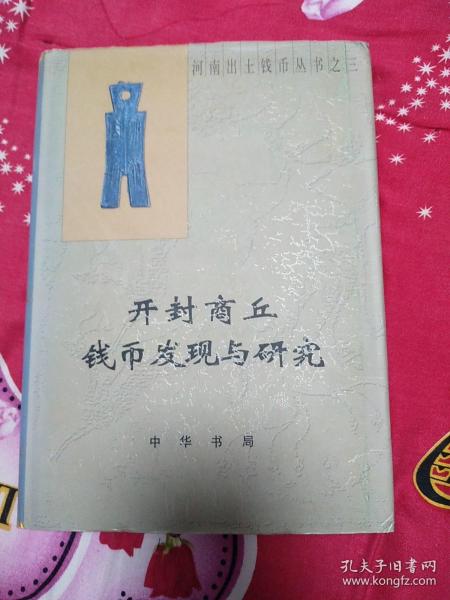 河南出土钱币丛书之三
开封商丘
钱币发现与研究
中华书局
孔夫子旧书网
www.kongfz.com